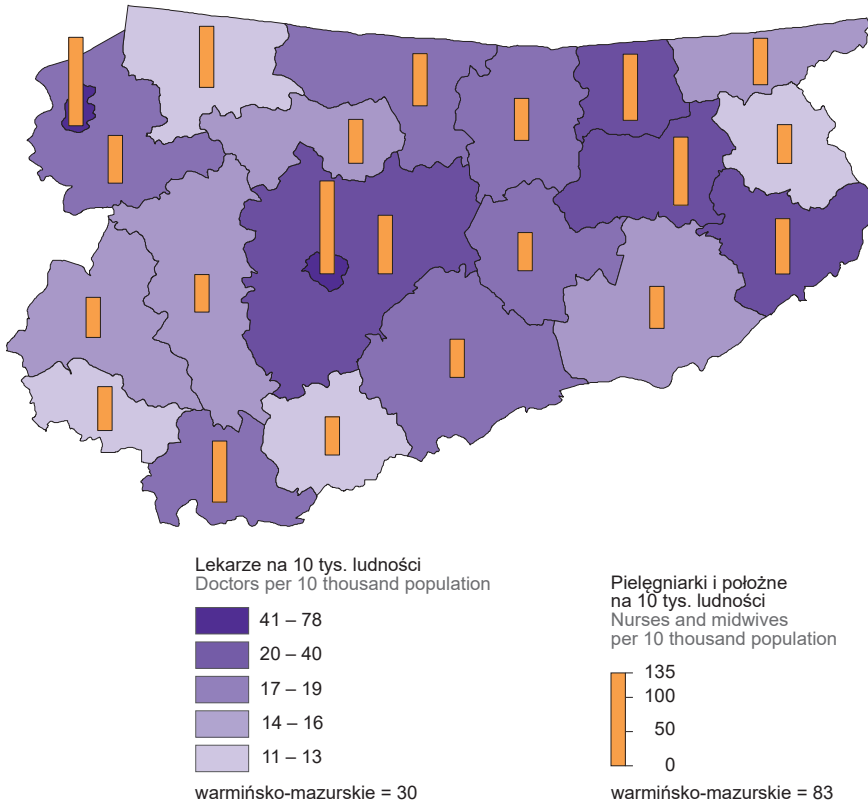 Lekarze na 10 tys. ludności
Doctors per 10 thousand population
41 – 78
20 – 40
17 – 19
14 – 16
11 – 13
warmińsko-mazurskie = 30
Pielęgniarki i położne
na 10 tys. ludności
Nurses and midwives
per 10 thousand population
135
100
50
0
warmińsko-mazurskie = 83